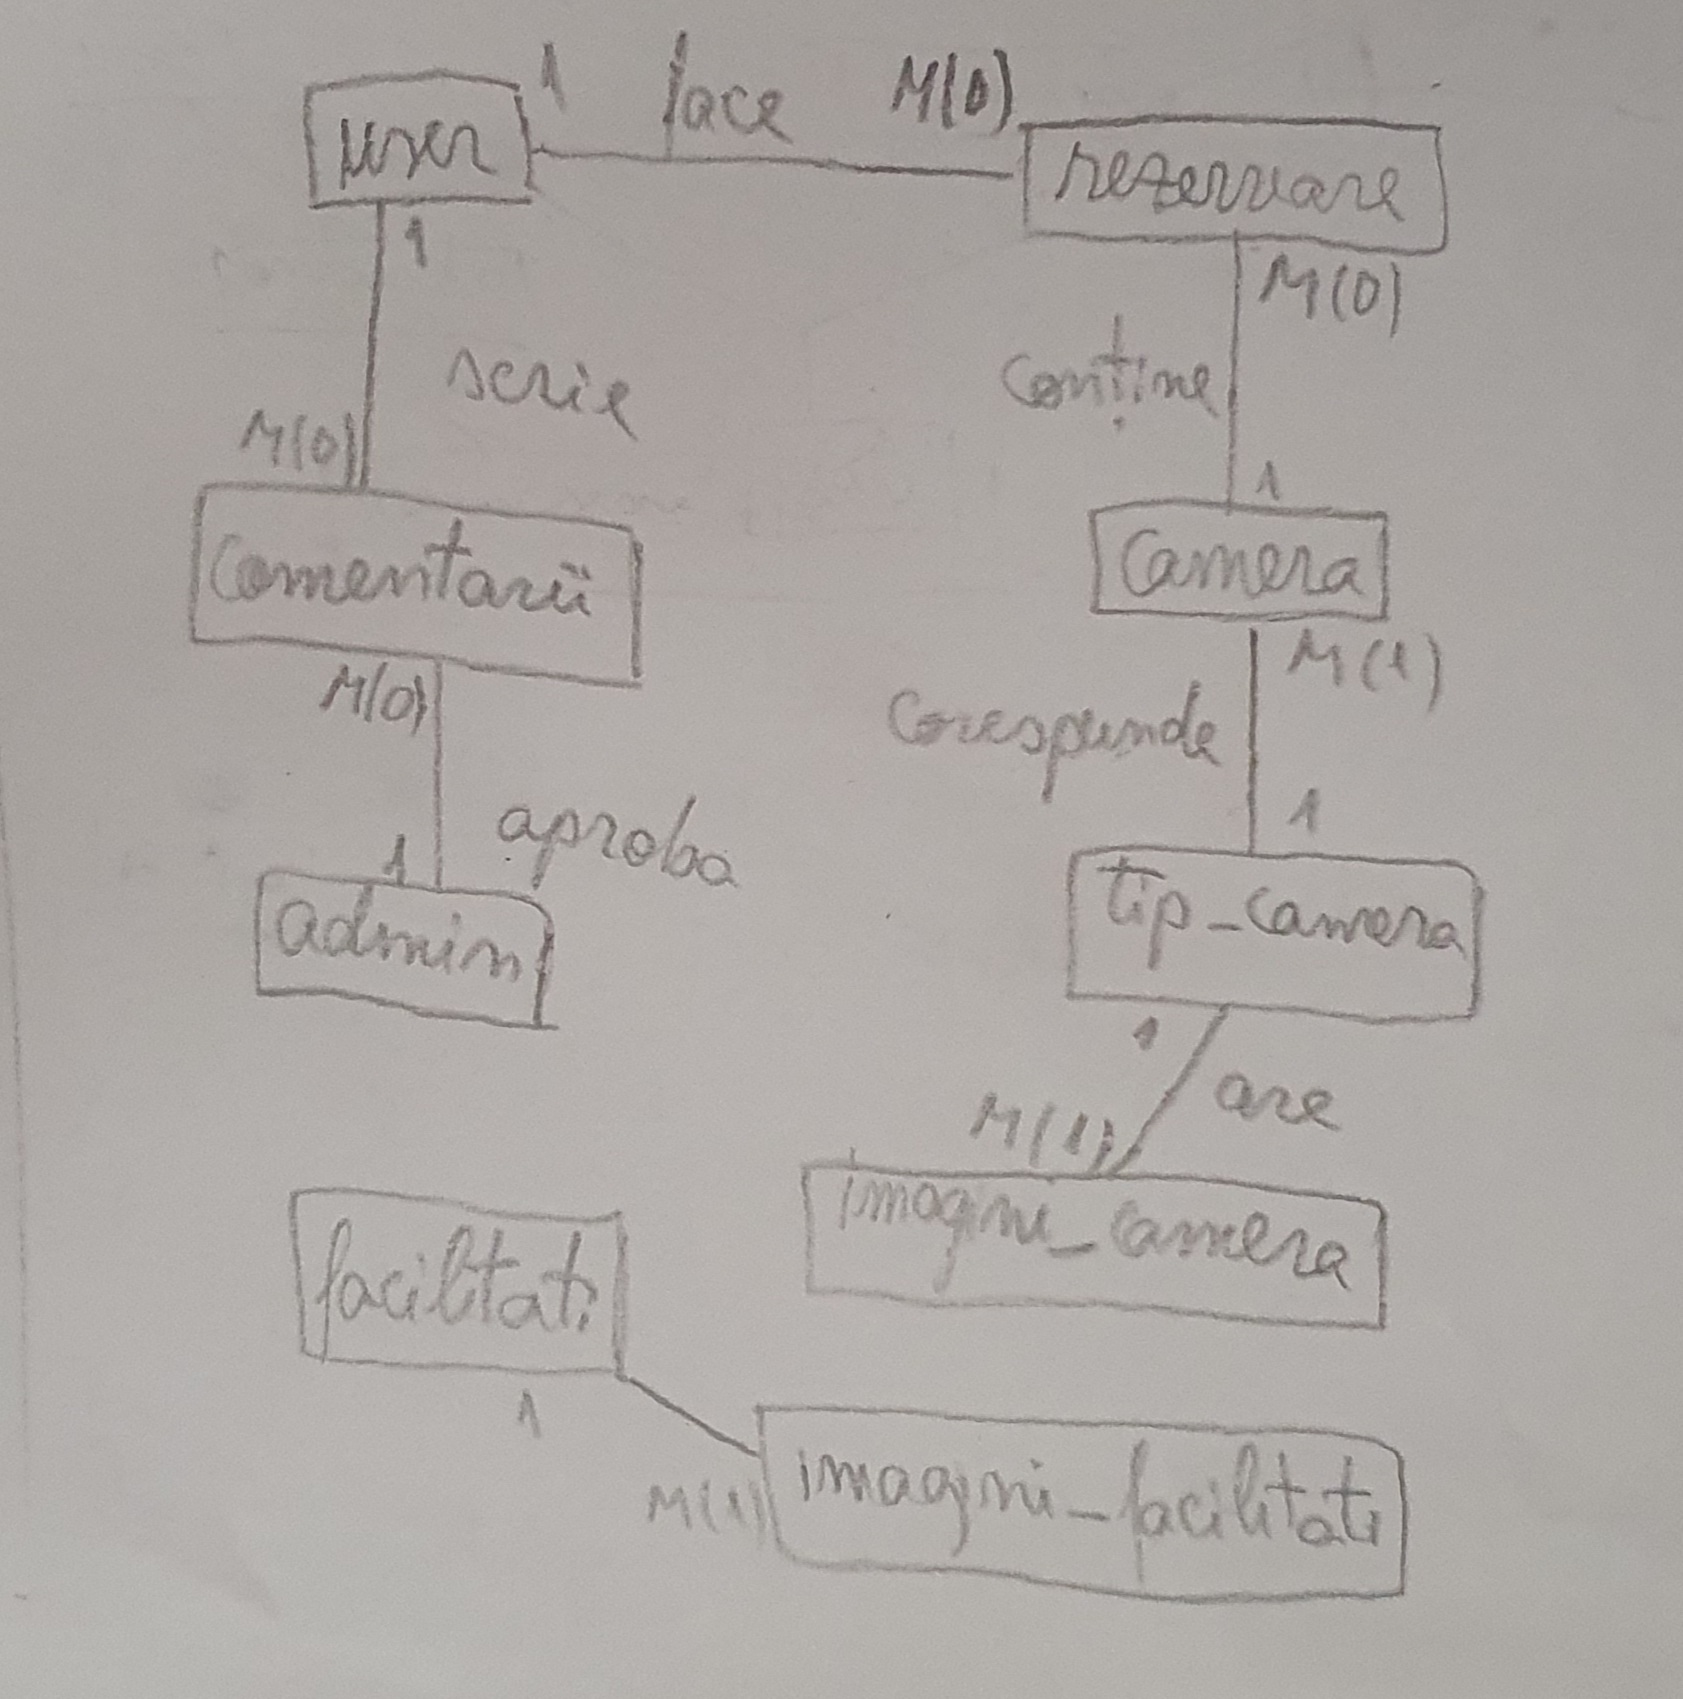 1 face M(0)
user
rezervare
1
M(0)
scrie
conține
M(0)
1
comentarii
camera
M(0)
M(1)
corespunde
aproba
1
1
admin
tip_camera
1
are
M(1)
imagini_camera
facilitati
1
M(1)
imagini_facilitati